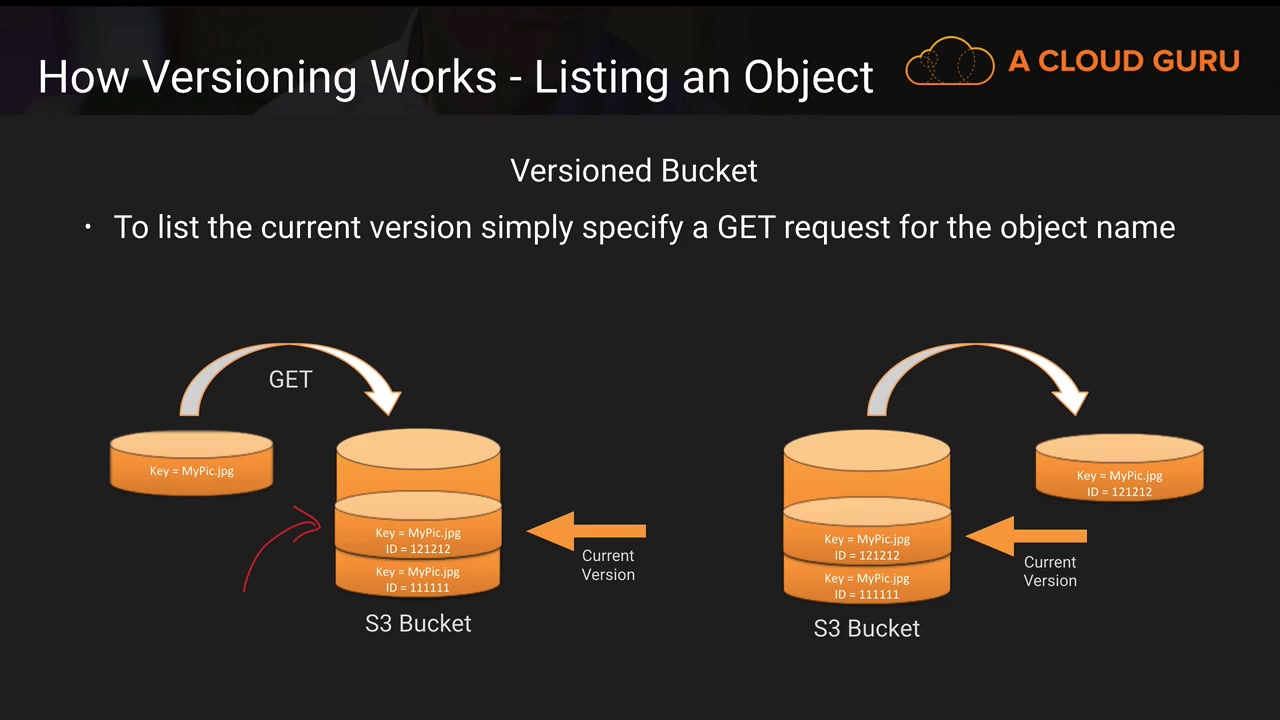 How Versioning Works - Listing an Object
A CLOUD GURU
Versioned Bucket
· To list the current version simply specify a GET request for the object name
GET
Key = MyPic.jpg
Key = MyPic.jpg
ID = 121212
Key = MyPic.jpg
ID = 111111
Current
Version
S3 Bucket
Key = MyPic.jpg
ID = 121212
Key = MyPic.jpg
ID = 121212
Key = MyPic.jpg
ID = 111111
Current
Version
S3 Bucket